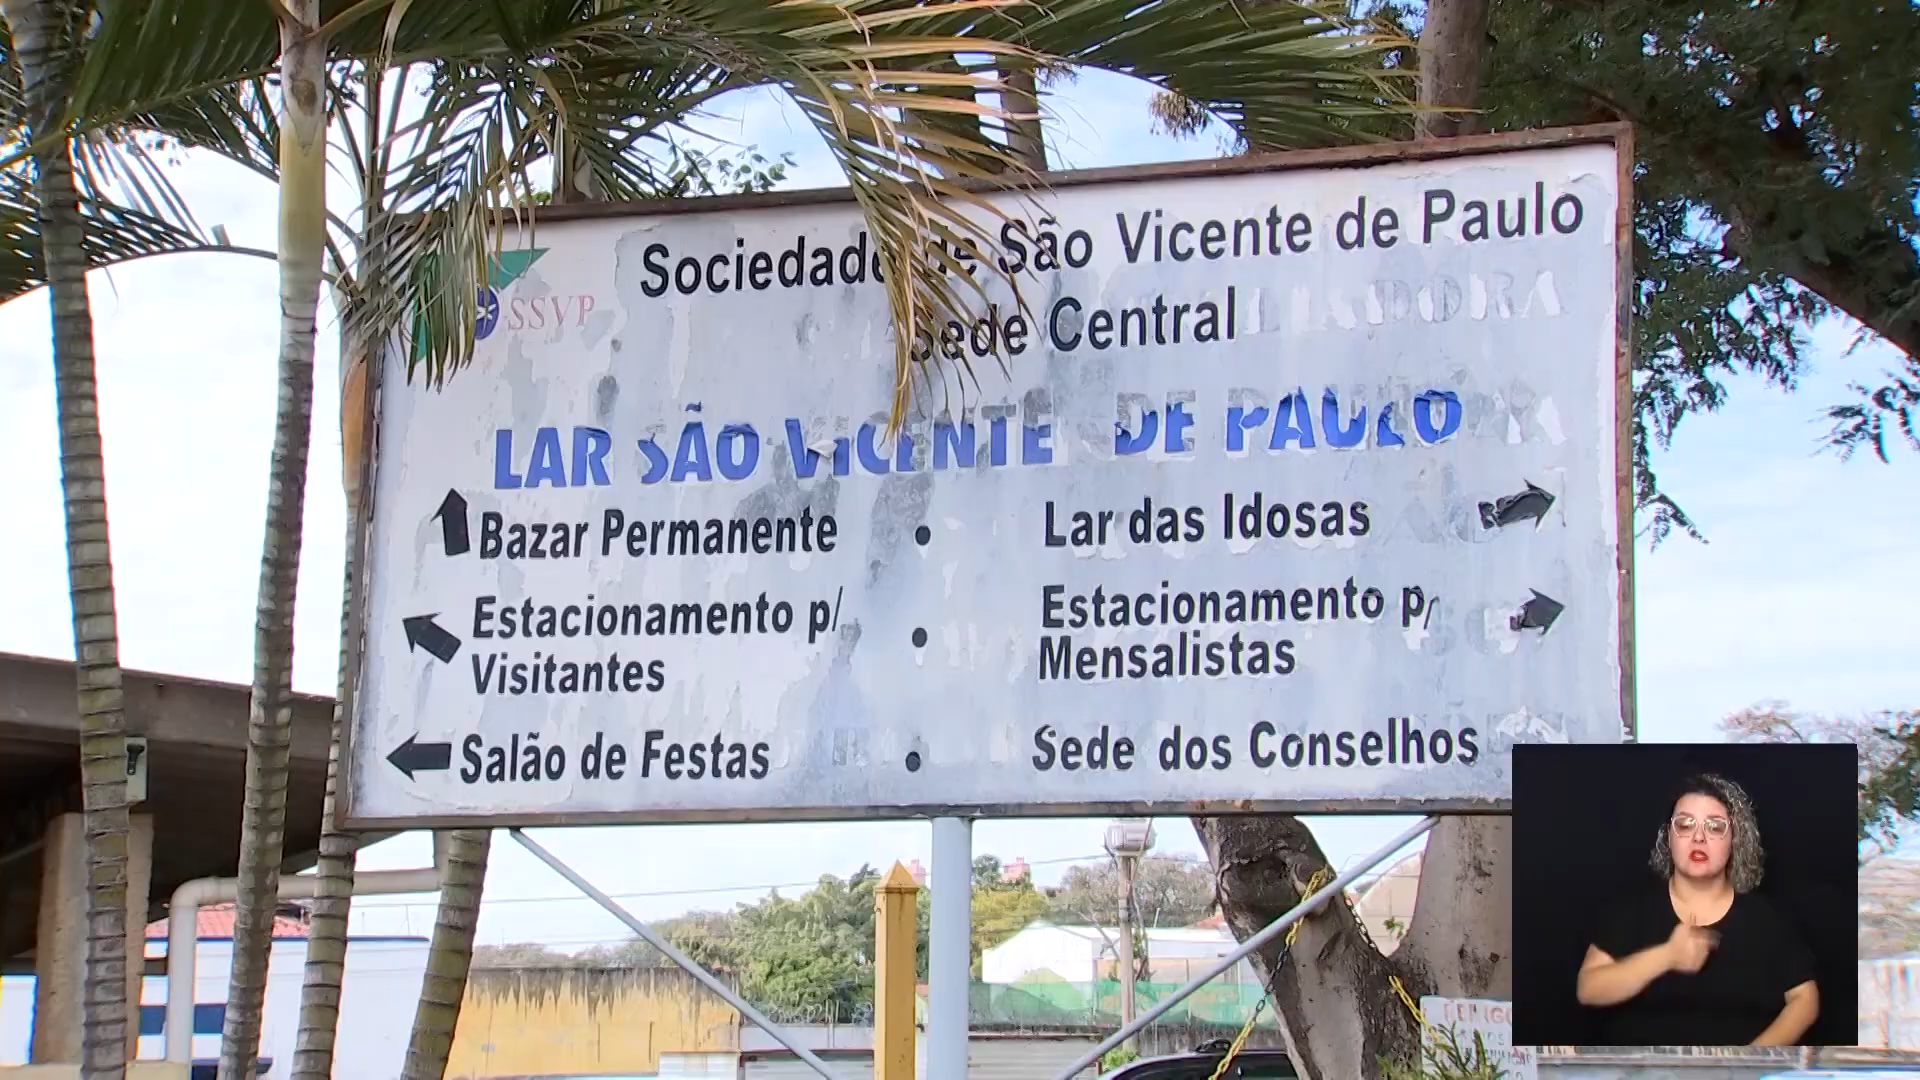 SSVP
Sociedade de São Vicente de Paulo
Sede Central
LAR SÃO VICENTE DE PAULO
Bazar Permanente
• Lar das Idosas
Estacionamento p/
Visitantes
• Estacionamento p/
Mensalistas
Salão de Festas
• Sede dos Conselhos